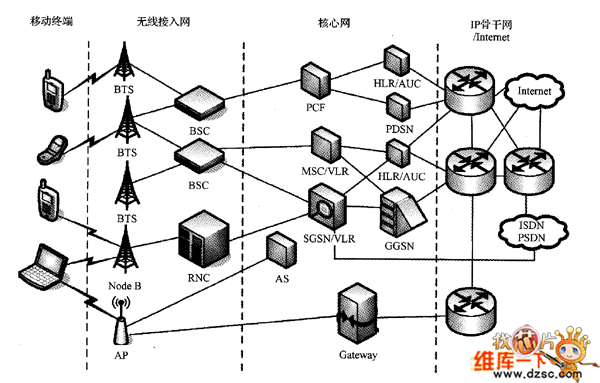 移动终端
无线接入网
核心网
IP骨干网
/Internet
BTS
BSC
PCF
HLR/AUC
PDSN
Internet
BTS
BSC
MSC/VLR
HLR/AUC
BTS
SGSN/VLR
GGSN
ISDN
PSDN
Node B
RNC
AS
AP
Gateway
找 片
维库一下
www.dzsc.com